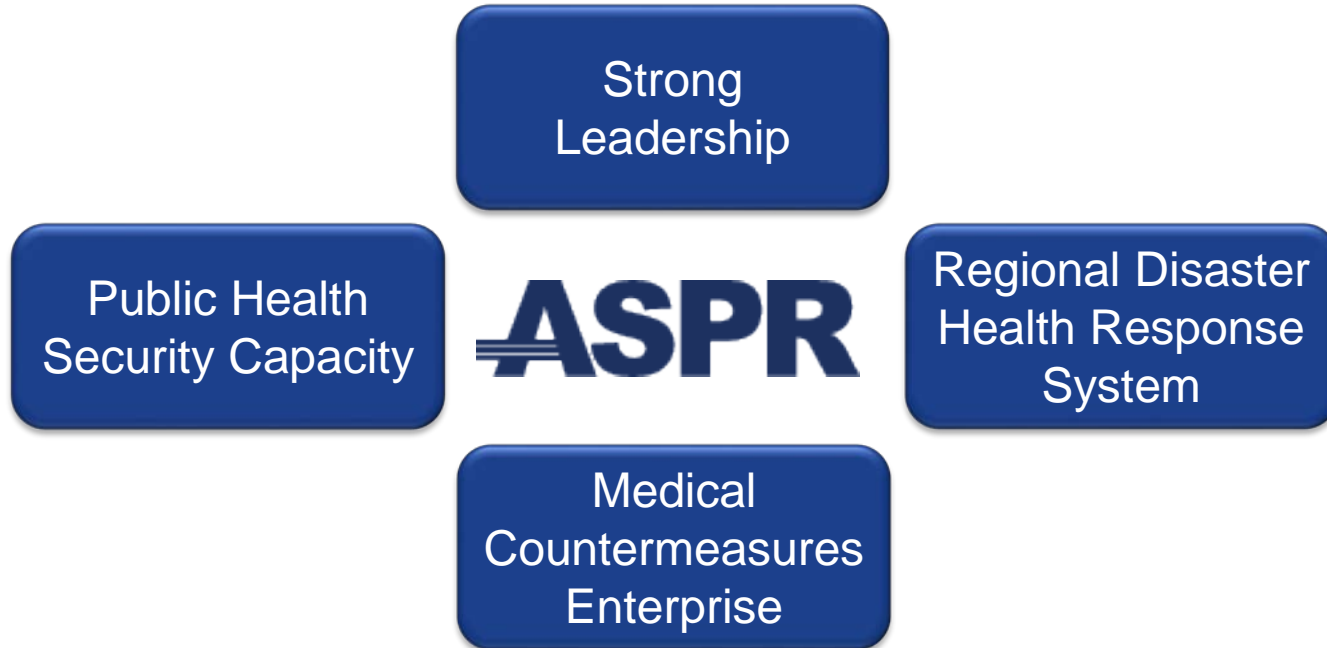 Strong
Leadership
Public Health
Security Capacity
ASPR
Regional Disaster
Health Response
System
Medical
Countermeasures
Enterprise